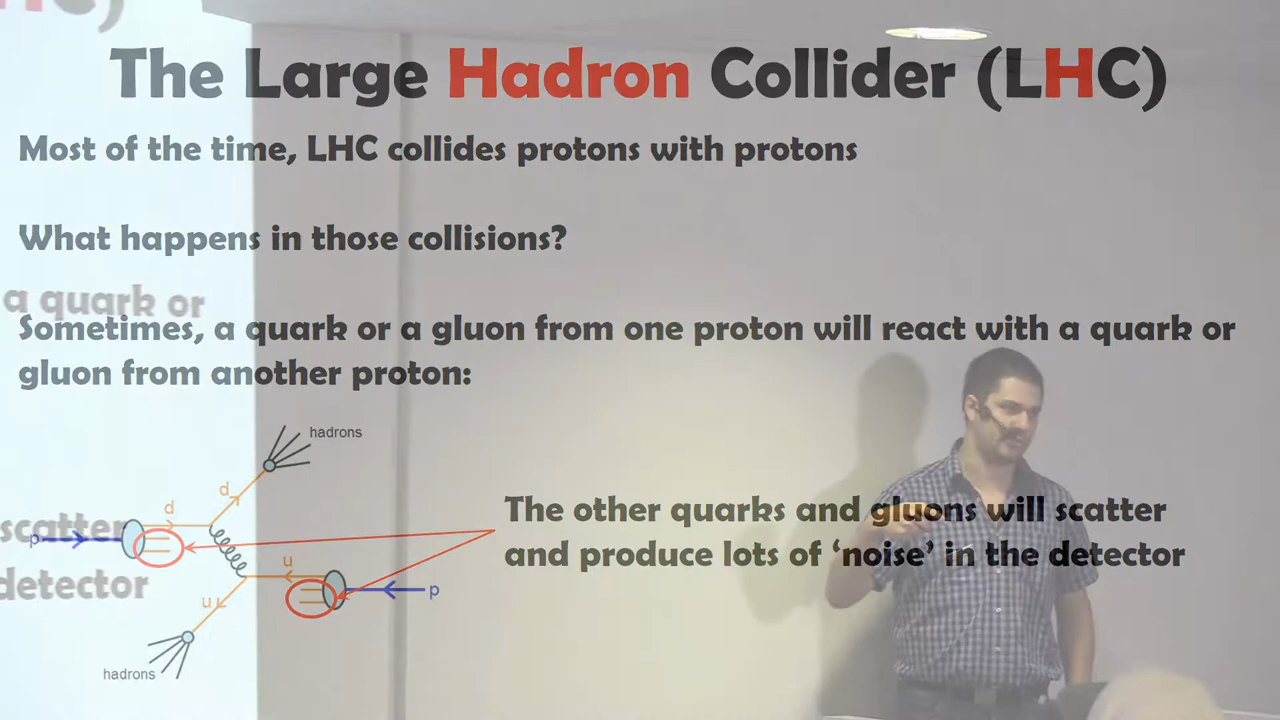 The Large Hadron Collider (LHC)
Most of the time, LHC collides protons with protons
What happens in those collisions?
a quark or
Sometimes, a quark or a gluon from one proton will react with a quark or
gluon from another proton:
hadrons
d
d
The other quarks and gluons will scatter
scatter
p
and produce lots of ‘noise’ in the detector
u
p
detector
u
hadrons